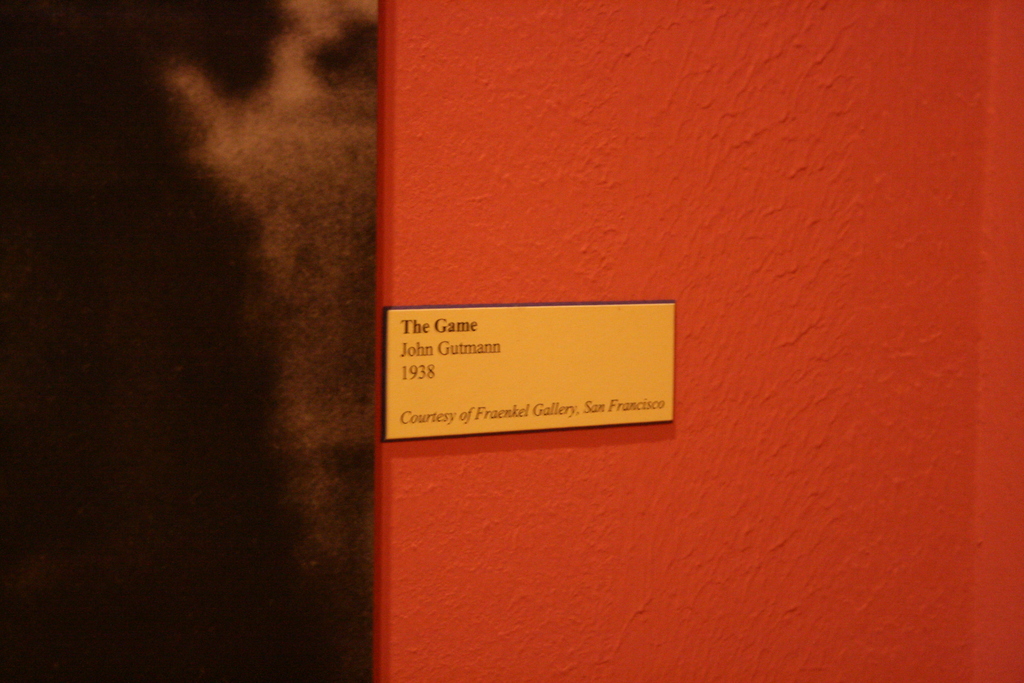 The Game
John Gutmann
1938
Courtesy of Fraenkel Gallery, San Francisco